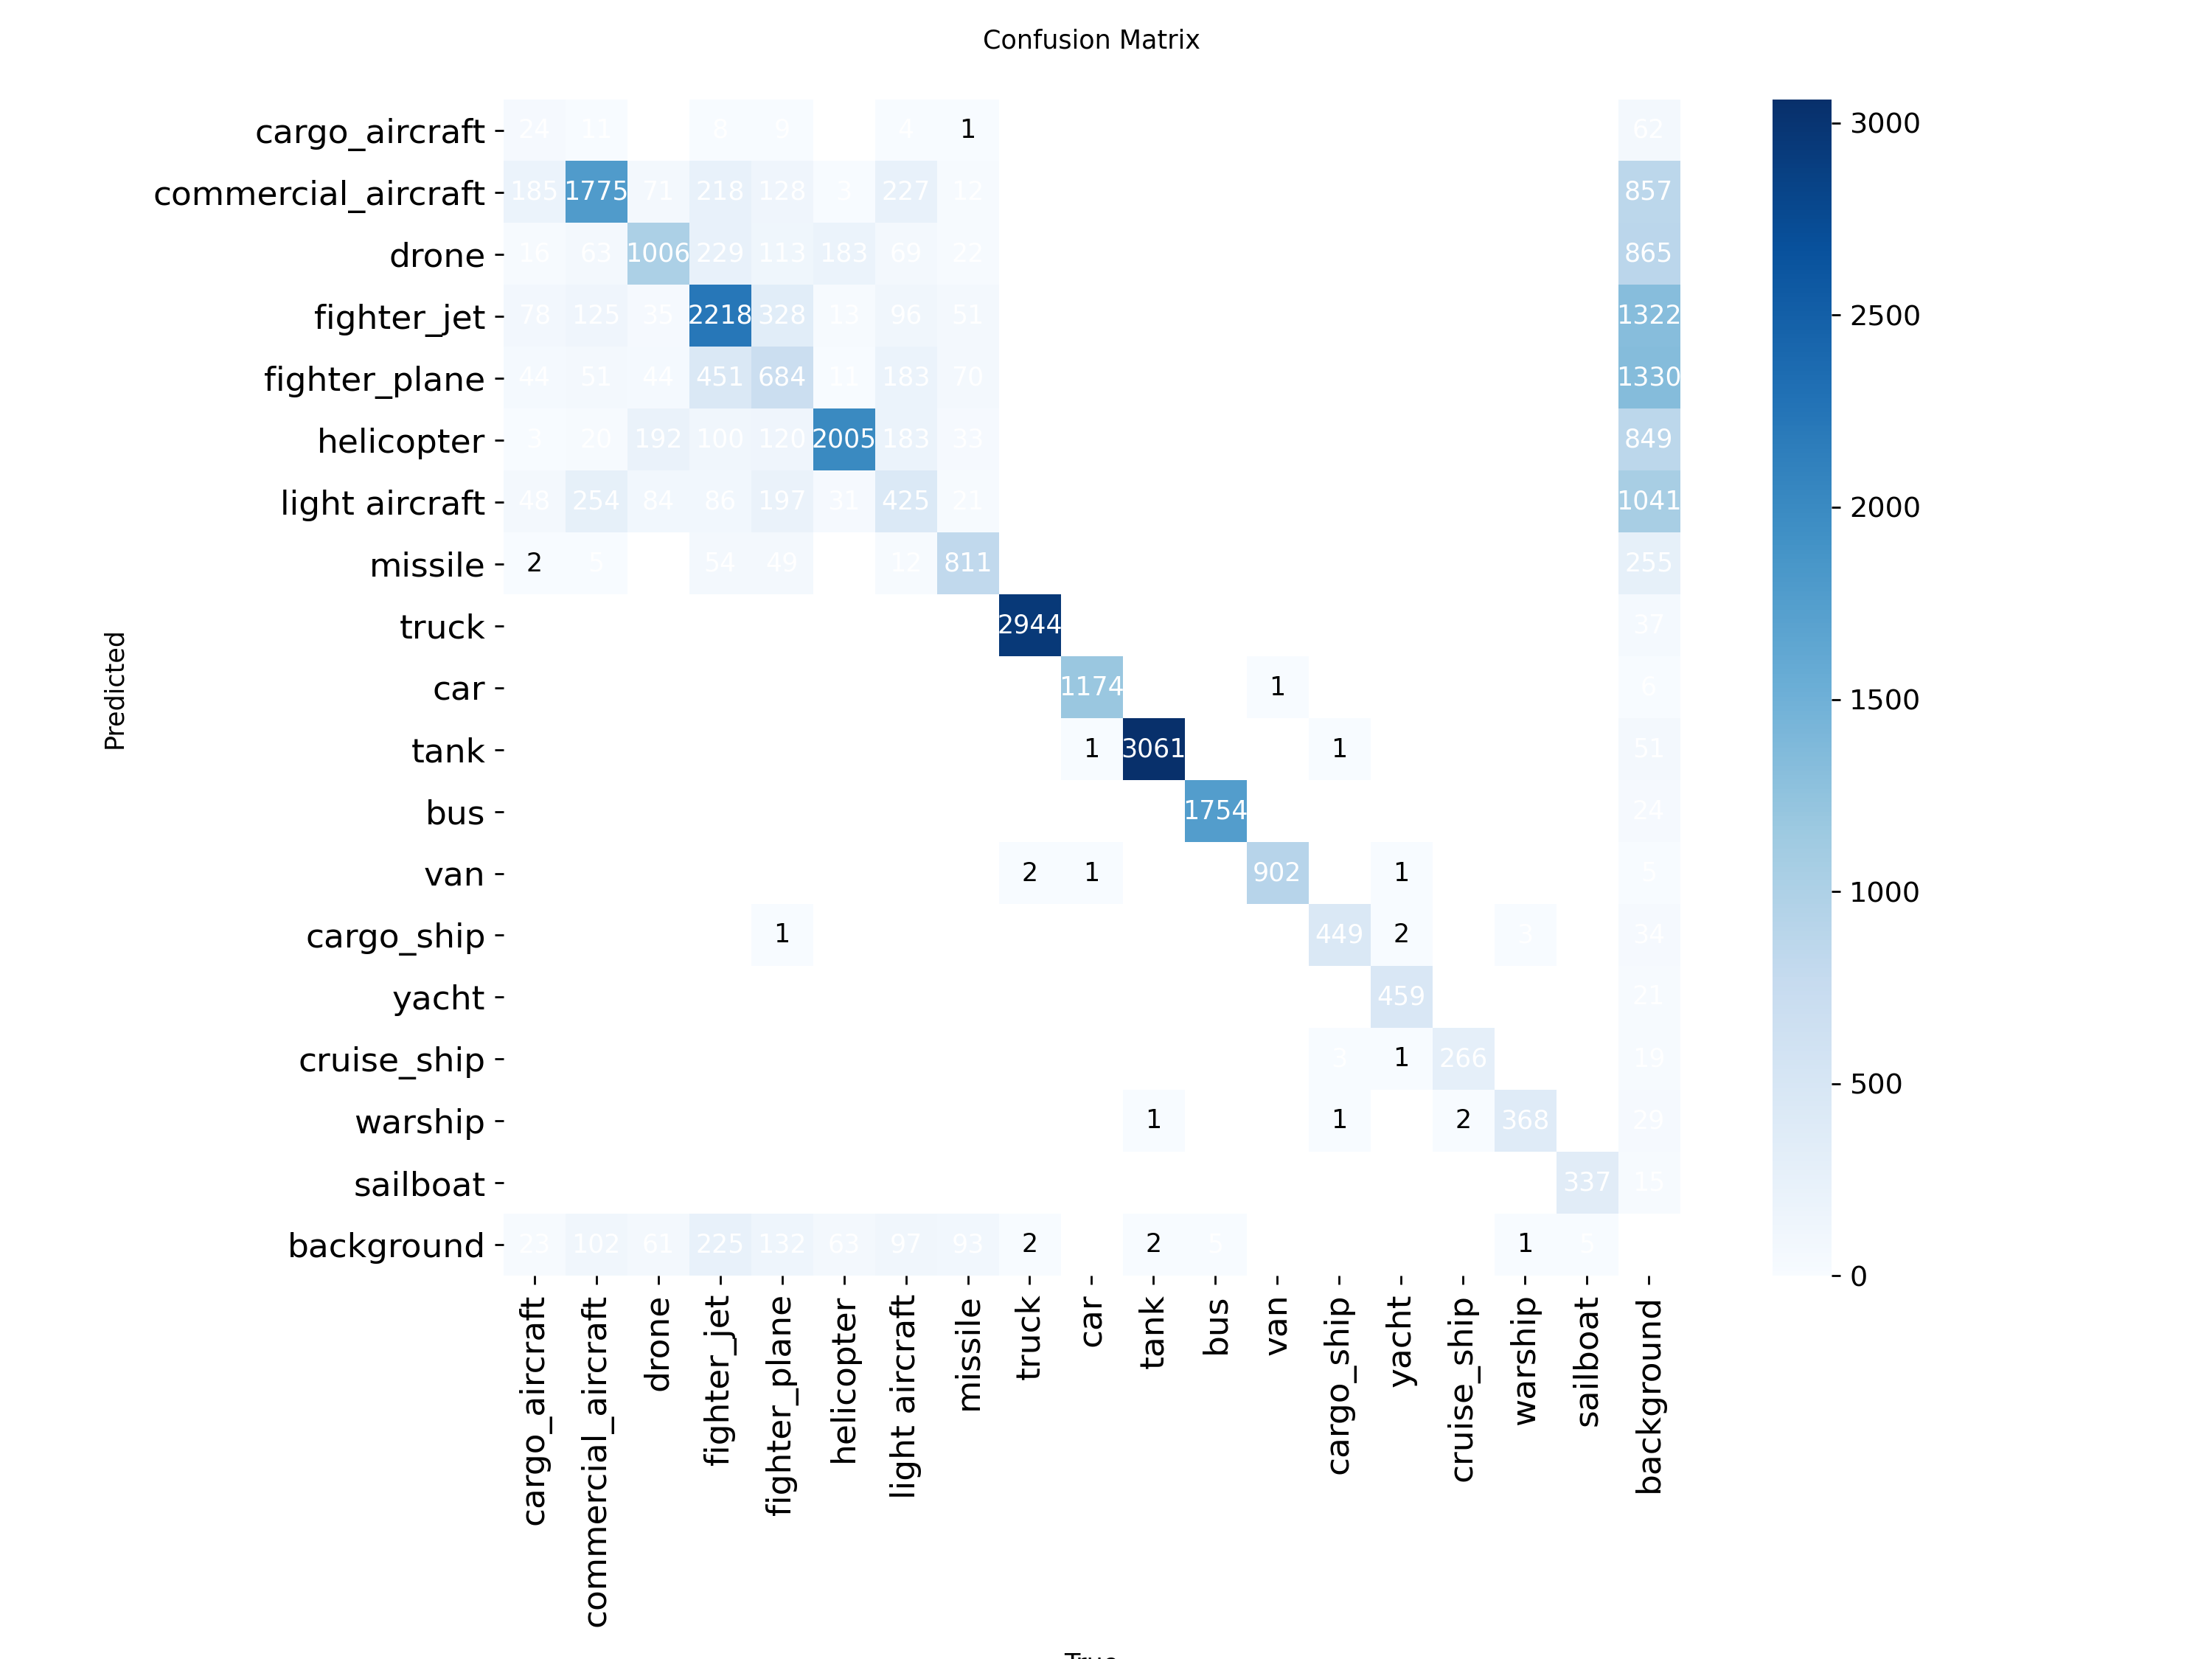 Confusion Matrix
cargo_aircraft 24 11 8 9 4 1 62
commercial_aircraft 185 1775 71 218 128 3 227 12 857
drone 16 63 1006 229 113 183 69 22 865
fighter_jet 78 125 35 2218 328 13 96 51 1322
fighter_plane 44 51 44 451 684 11 183 70 1330
helicopter 3 20 192 100 120 2005 183 33 849
light aircraft 48 254 84 86 197 31 425 21 1041
missile 2 5 54 49 12 811 255
truck 2944 37
car 1174 1 6
tank 1 3061 1 51
bus 1754 24
van 2 1 902 1 5
cargo_ship 1 449 2 3 34
yacht 459 21
cruise_ship 3 1 266 19
warship 1 1 2 368 29
sailboat 337 15
background 23 102 61 225 132 63 97 93 2 2 5 1 5
cargo_aircraft commercial_aircraft drone fighter_jet fighter_plane helicopter light aircraft missile truck car tank bus van cargo_ship yacht cruise_ship warship sailboat background
Predicted
True
3000
2500
2000
1500
1000
500
0